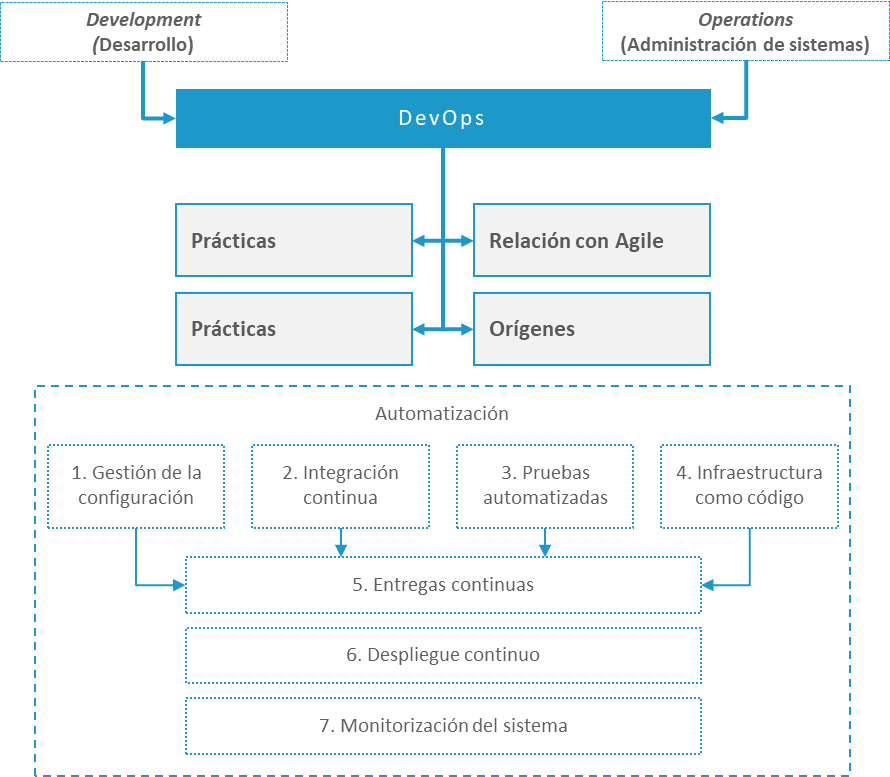 Development
(Desarrollo)
Operations
(Administración de sistemas)
DevOps
Prácticas
Relación con Agile
Prácticas
Orígenes
Automatización
1. Gestión de la
configuración
2. Integración
continua
3. Pruebas
automatizadas
4. Infraestructura
como código
5. Entregas continuas
6. Despliegue continuo
7. Monitorización del sistema